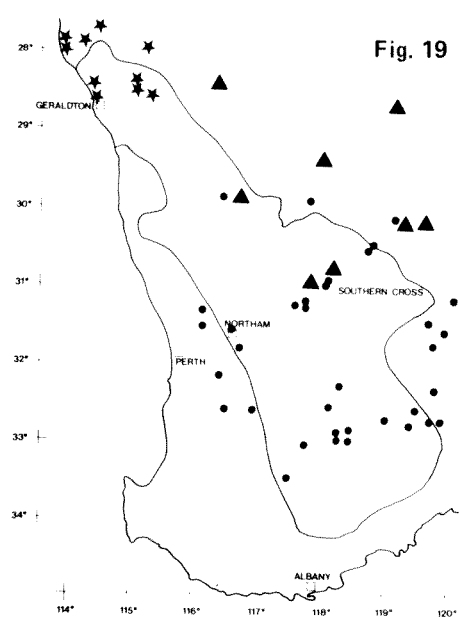 Fig. 19
28°
GERALDTON
29°
30°
31°
SOUTHERN CROSS
NORTHAM
32°
PERTH
33°
34°
ALBANY
114°
115°
116°
117°
118°
119°
120°